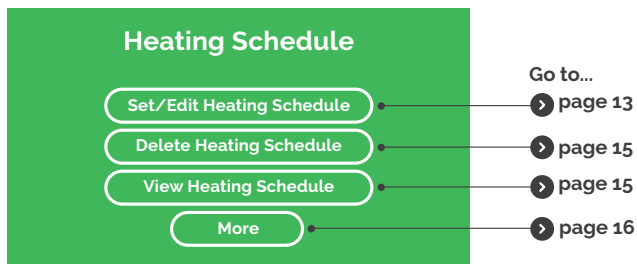 Heating Schedule
Go to...
Set/Edit Heating Schedule
page 13
Delete Heating Schedule
page 15
View Heating Schedule
page 15
More
page 16